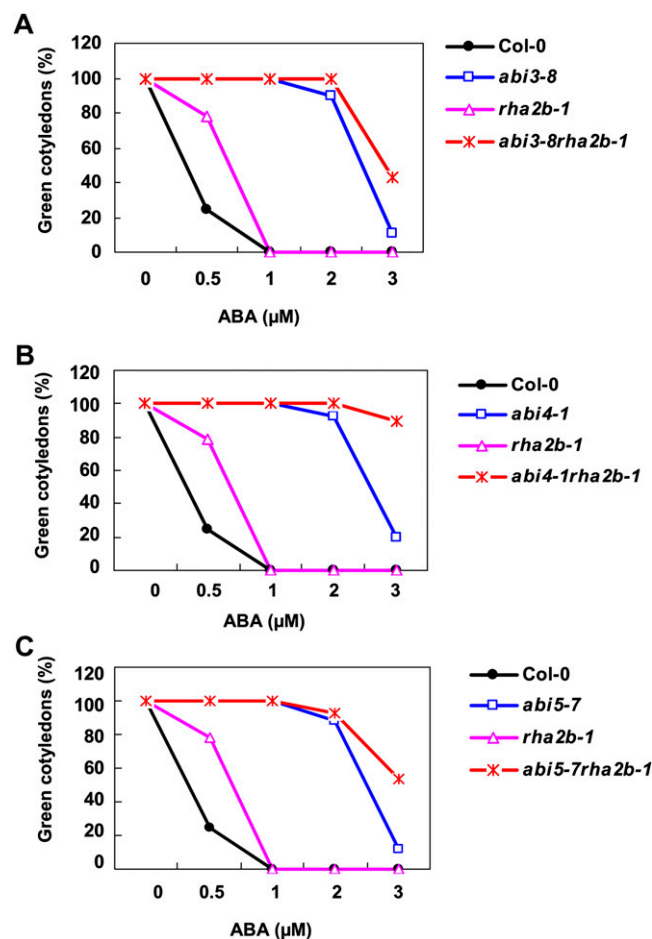 A
120
100
80
60
40
20
0
Green cotyledons (%)
0 0.5 1 2 3
ABA (µM)
Col-0
abi3-8
rha2b-1
abi3-8rha2b-1
B
120
100
80
60
40
20
0
Green cotyledons (%)
0 0.5 1 2 3
ABA (µM)
Col-0
abi4-1
rha2b-1
abi4-1rha2b-1
C
120
100
80
60
40
20
0
Green cotyledons (%)
0 0.5 1 2 3
ABA (µM)
Col-0
abi5-7
rha2b-1
abi5-7rha2b-1